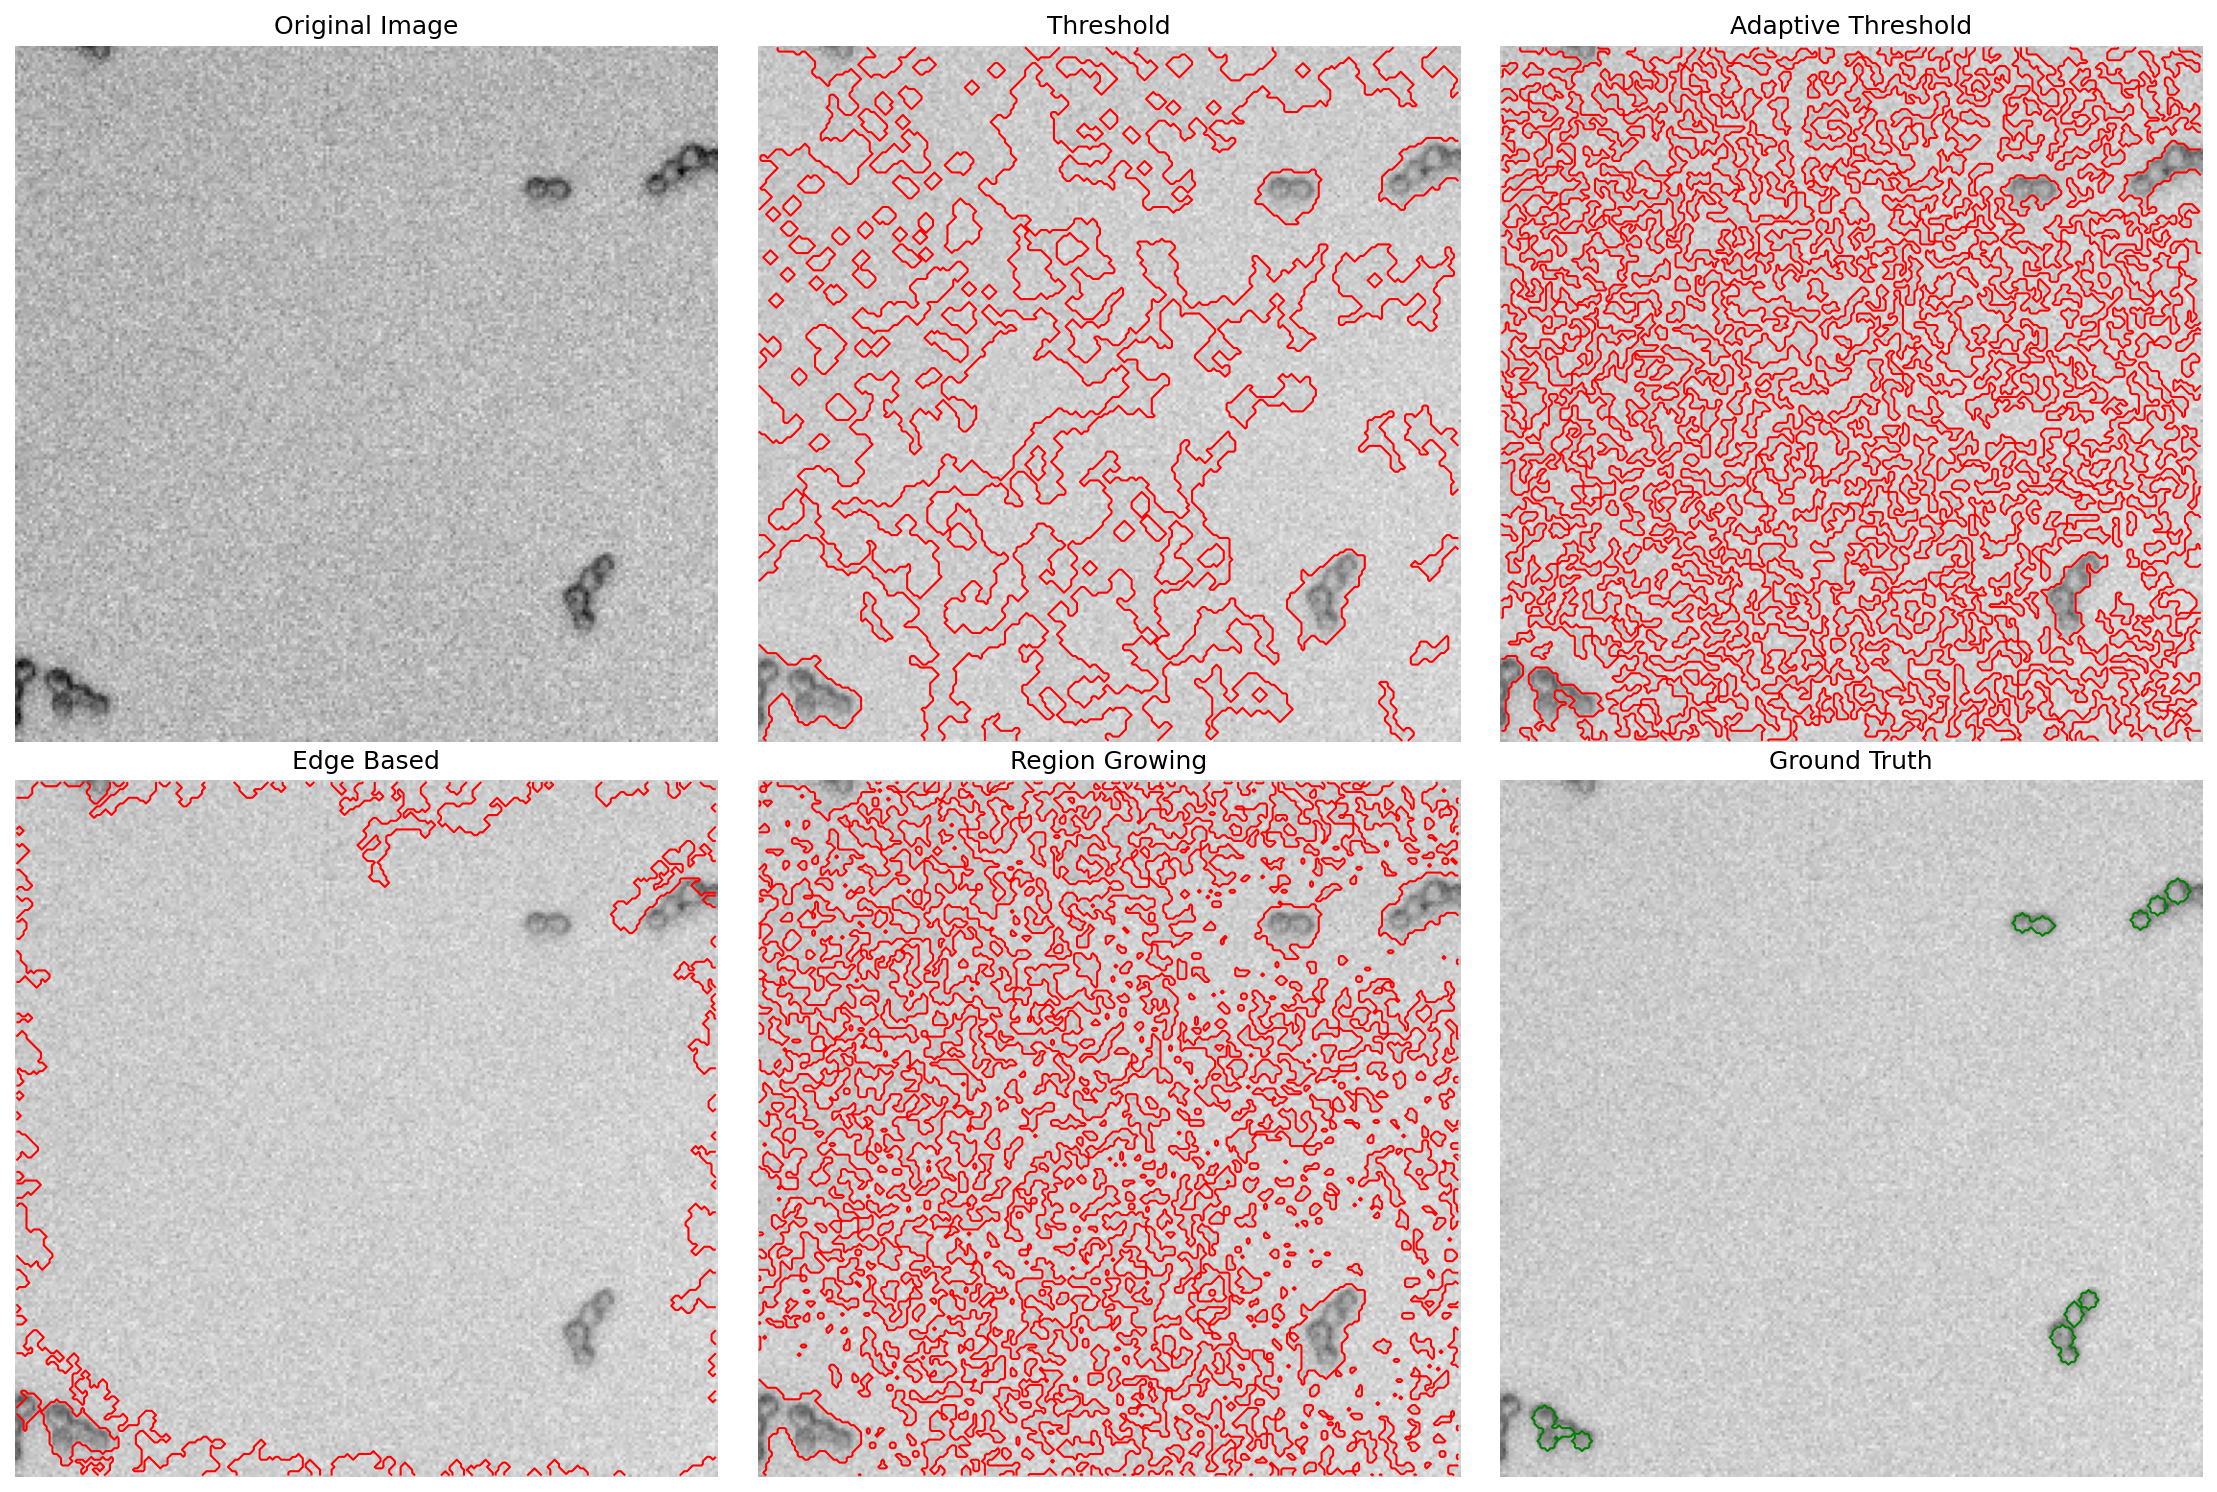 Original Image
Threshold
Adaptive Threshold
Edge Based
Region Growing
Ground Truth